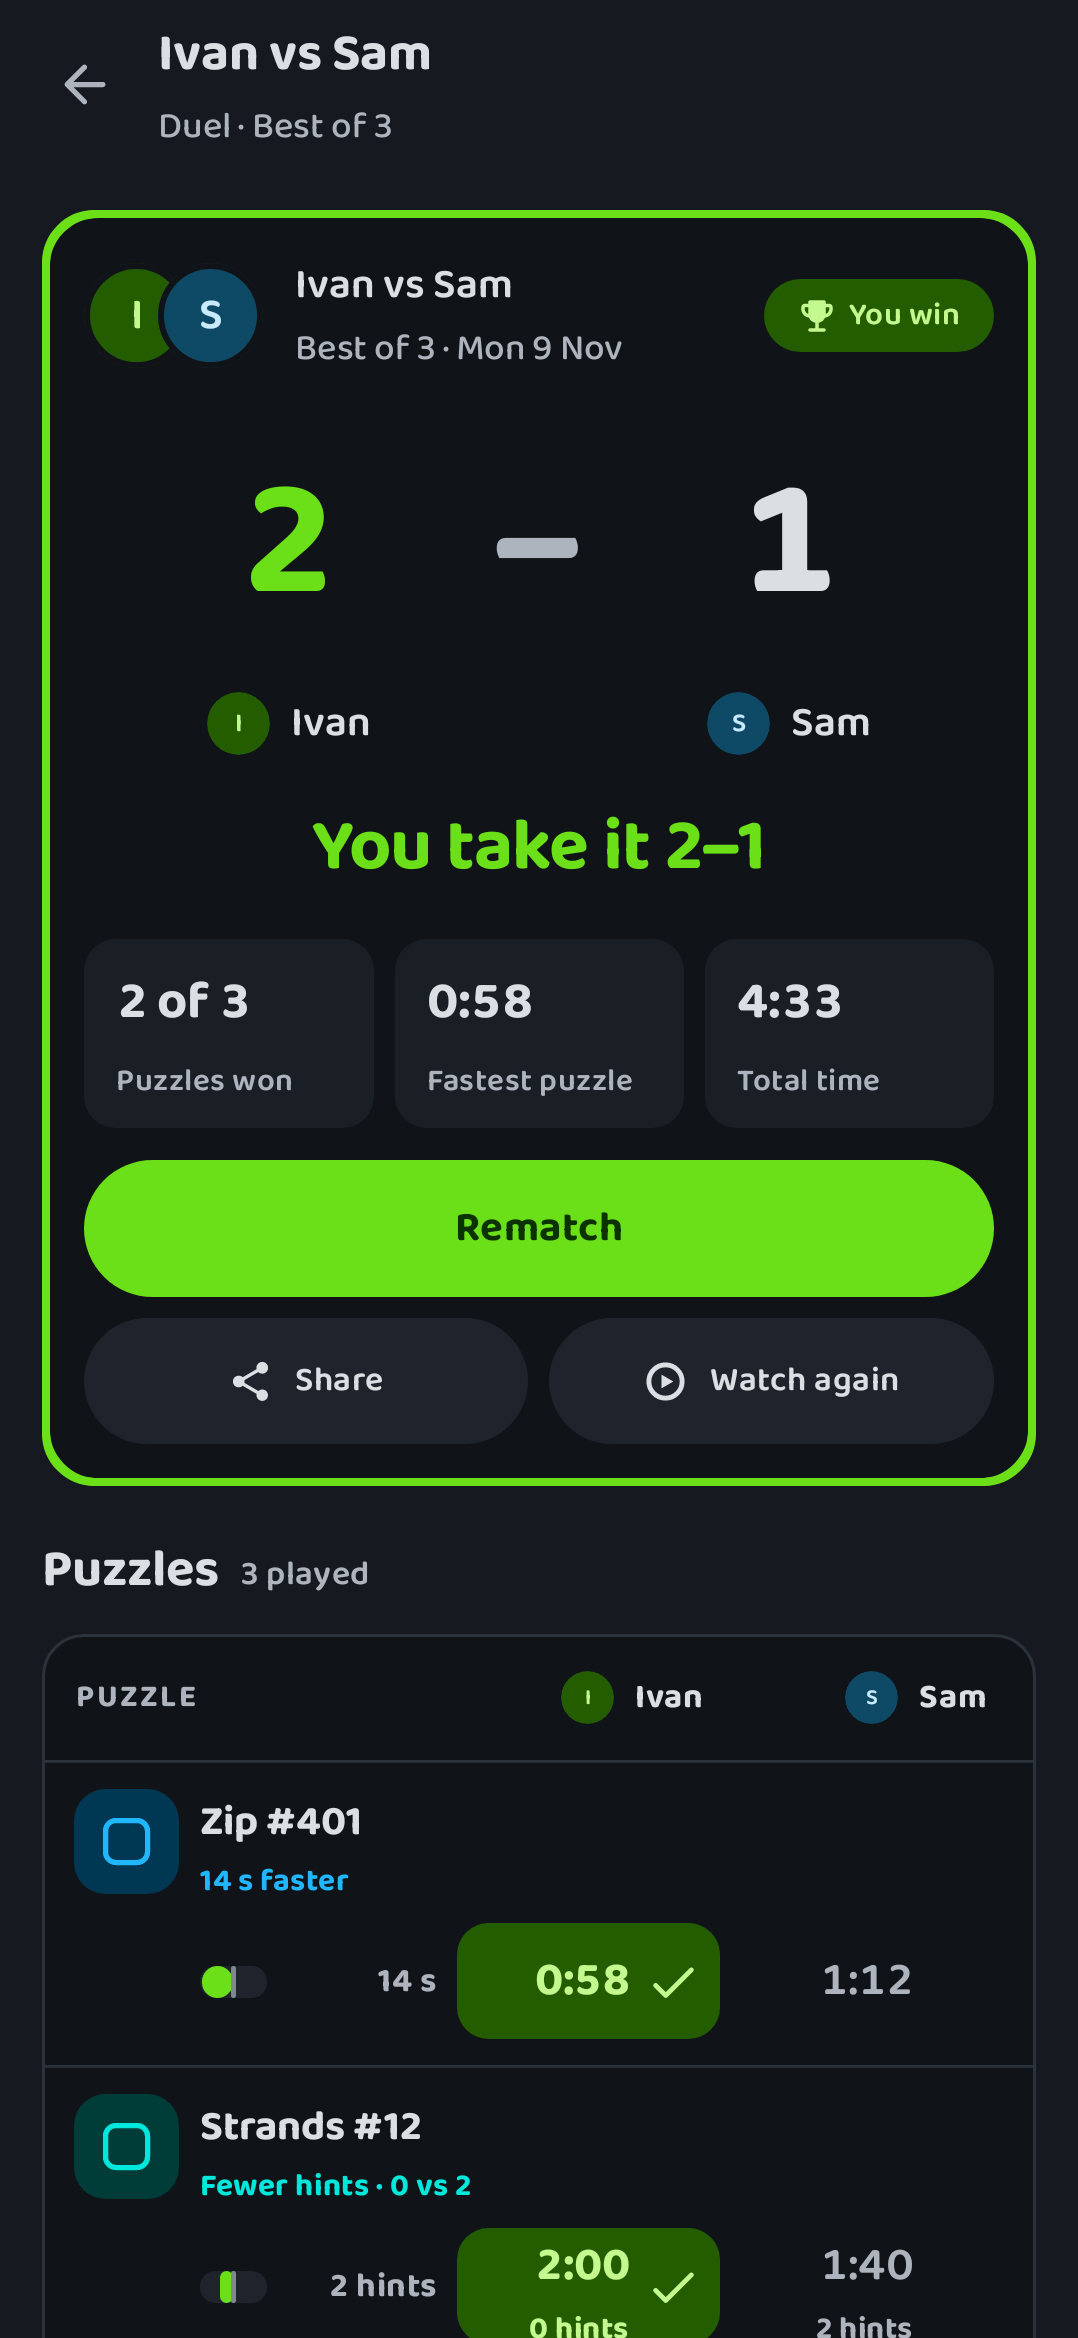 Ivan vs Sam
Duel · Best of 3
I S Ivan vs Sam
Best of 3 · Mon 9 Nov
You win
2 – 1
I Ivan
S Sam
You take it 2–1
2 of 3
Puzzles won
0:58
Fastest puzzle
4:33
Total time
Rematch
Share
Watch again
Puzzles 3 played
PUZZLE I Ivan S Sam
Zip #401
14 s faster
14 s 0:58 1:12
Strands #12
Fewer hints · 0 vs 2
2 hints 2:00 1:40
0 hints 2 hints